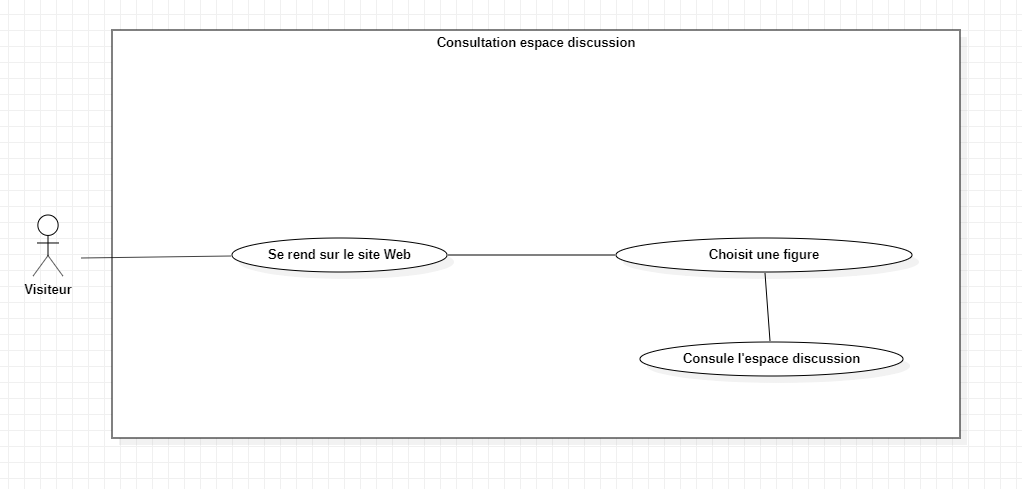 Consultation espace discussion
Se rend sur le site Web
Choisit une figure
Visiteur
Consule l'espace discussion